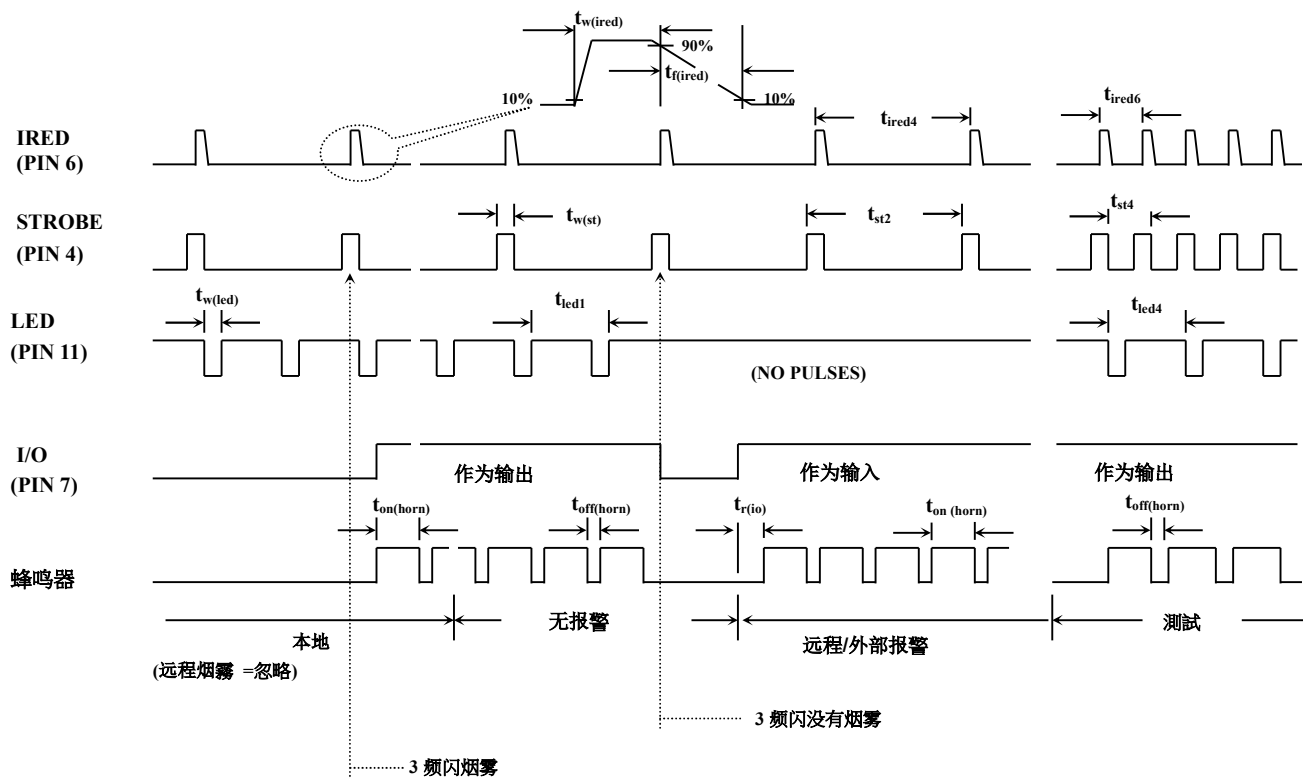 tw(ired)
90%
tf(ired)
10%
10%
IRED
(PIN 6)
tired4
tired6
STROBE
(PIN 4)
tw(st)
tst2
tst4
LED
(PIN 11)
tw(led)
tled1
(NO PULSES)
tled4
I/O
(PIN 7)
作为输出
作为输入
作为输出
ton(horn)
toff(horn)
tr(io)
ton (horn)
toff(horn)
蜂鸣器
本地
(远程烟霧 =忽略)
无报警
远程/外部报警
測試
3 频闪没有烟雾
3 频闪烟雾